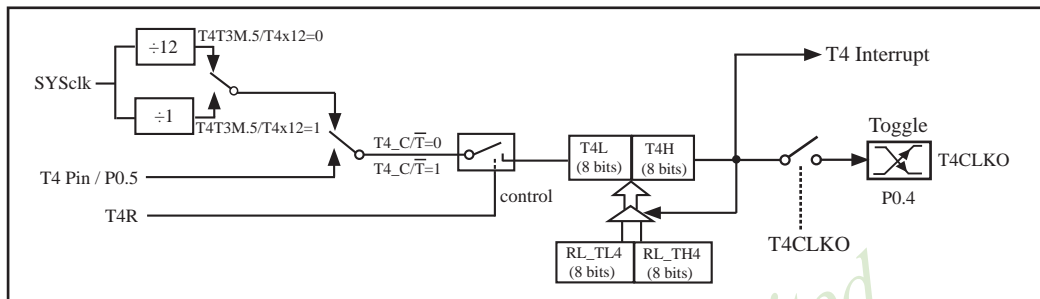 ÷12
T4T3M.5/T4x12=0
SYSclk
÷1
T4T3M.5/T4x12=1
T4_C/T̅=0
T4_C/T̅=1
T4 Pin / P0.5
T4R
control
T4L
(8 bits)
T4H
(8 bits)
RL_TL4
(8 bits)
RL_TH4
(8 bits)
T4 Interrupt
Toggle
T4CLKO
P0.4
T4CLKO